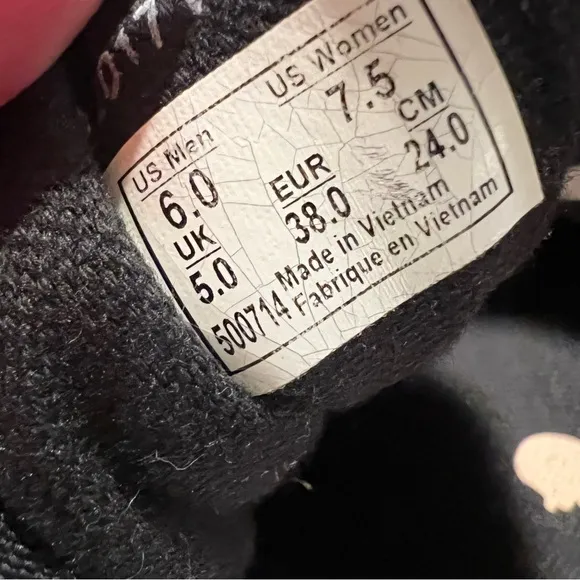 US Men
US Women
6.0
7.5
UK
EUR
CM
5.0
38.0
24.0
500714
Made in Vietnam
Fabrique en Vietnam